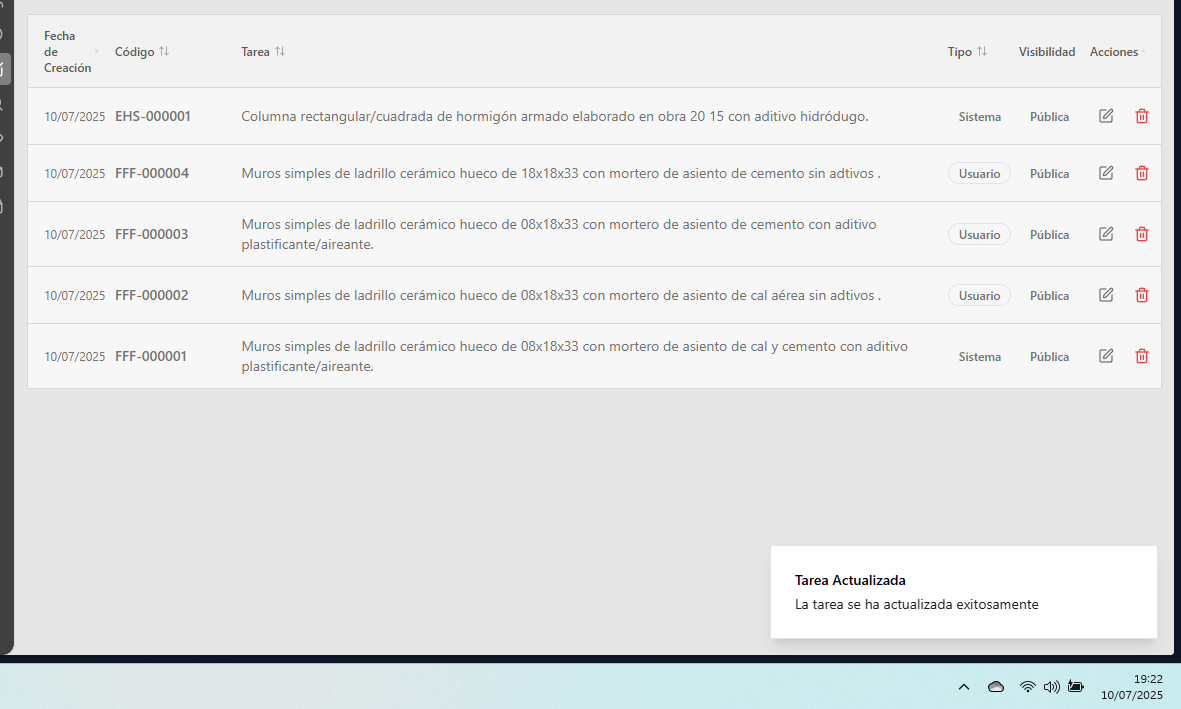 Fecha
de
Creación
Código
Tarea
Tipo
Visibilidad
Acciones
10/07/2025 EHS-000001 Columna rectangular/cuadrada de hormigón armado elaborado en obra 20 15 con aditivo hidródugo. Sistema Pública
10/07/2025 FFF-000004 Muros simples de ladrillo cerámico hueco de 18x18x33 con mortero de asiento de cemento sin adtivos . Usuario Pública
10/07/2025 FFF-000003 Muros simples de ladrillo cerámico hueco de 08x18x33 con mortero de asiento de cemento con aditivo
plastificante/aireante. Usuario Pública
10/07/2025 FFF-000002 Muros simples de ladrillo cerámico hueco de 08x18x33 con mortero de asiento de cal aérea sin adtivos . Usuario Pública
10/07/2025 FFF-000001 Muros simples de ladrillo cerámico hueco de 08x18x33 con mortero de asiento de cal y cemento con aditivo
plastificante/aireante. Sistema Pública
Tarea Actualizada
La tarea se ha actualizada exitosamente
19:22
10/07/2025